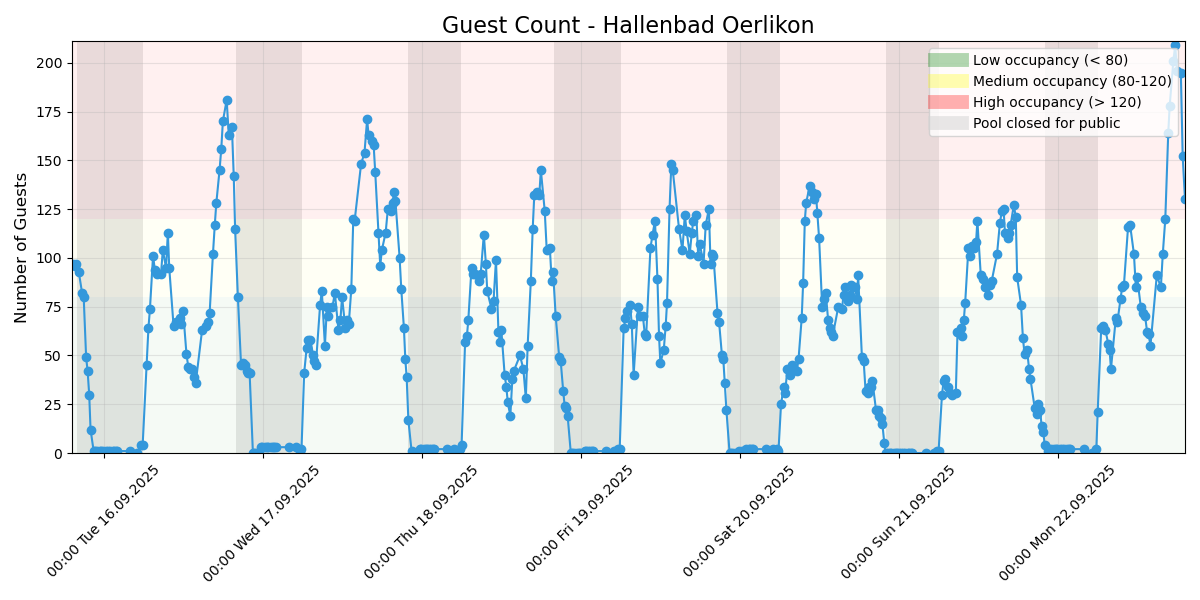 Guest Count - Hallenbad Oerlikon
Number of Guests
200
175
150
125
100
75
50
25
0
Low occupancy (< 80)
Medium occupancy (80-120)
High occupancy (> 120)
Pool closed for public
00:00 Tue 16.09.2025
00:00 Wed 17.09.2025
00:00 Thu 18.09.2025
00:00 Fri 19.09.2025
00:00 Sat 20.09.2025
00:00 Sun 21.09.2025
00:00 Mon 22.09.2025